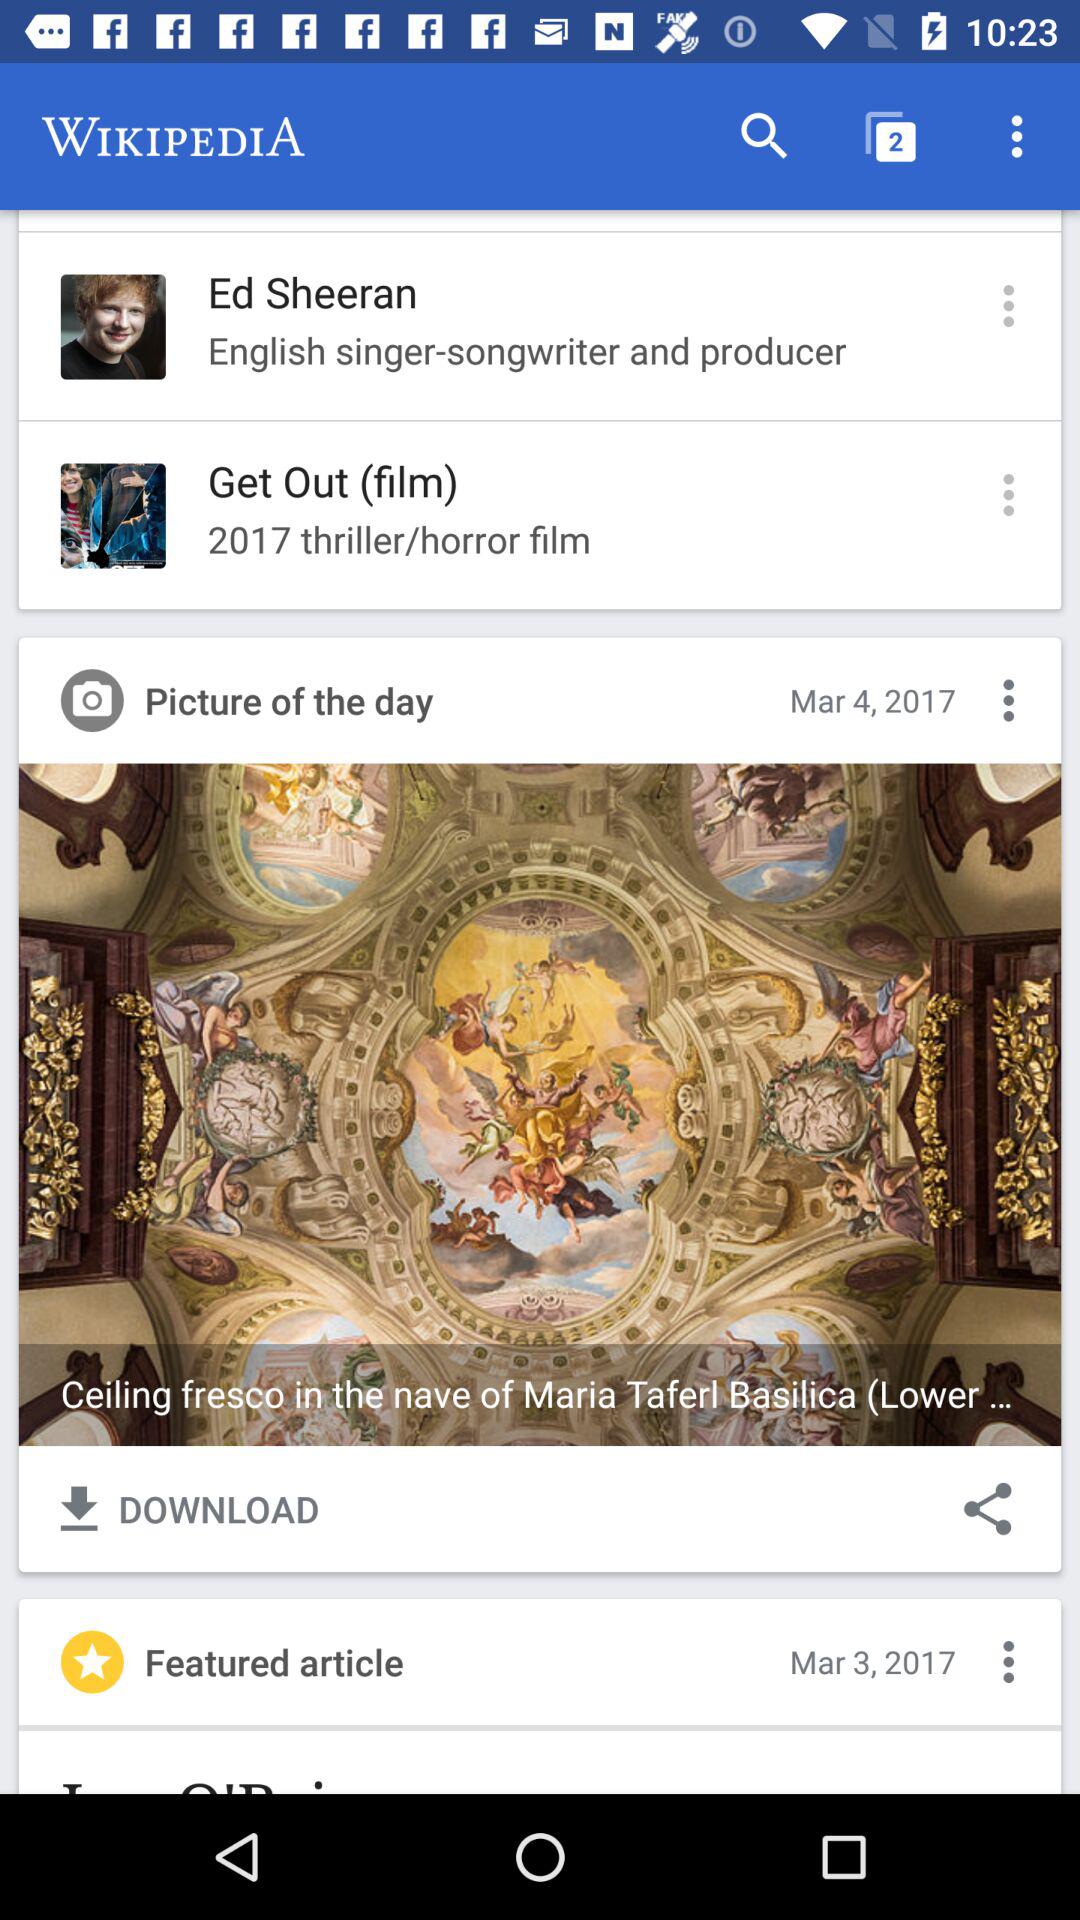 FAKE
N
10:23
WIKIPEDIA
2
Ed Sheeran
English singer-songwriter and producer
Get Out (film)
2017 thriller/horror film
Picture of the day
Mar 4, 2017
Ceiling fresco in the nave of Maria Taferl Basilica (Lower ...
DOWNLOAD
Featured article
Mar 3, 2017